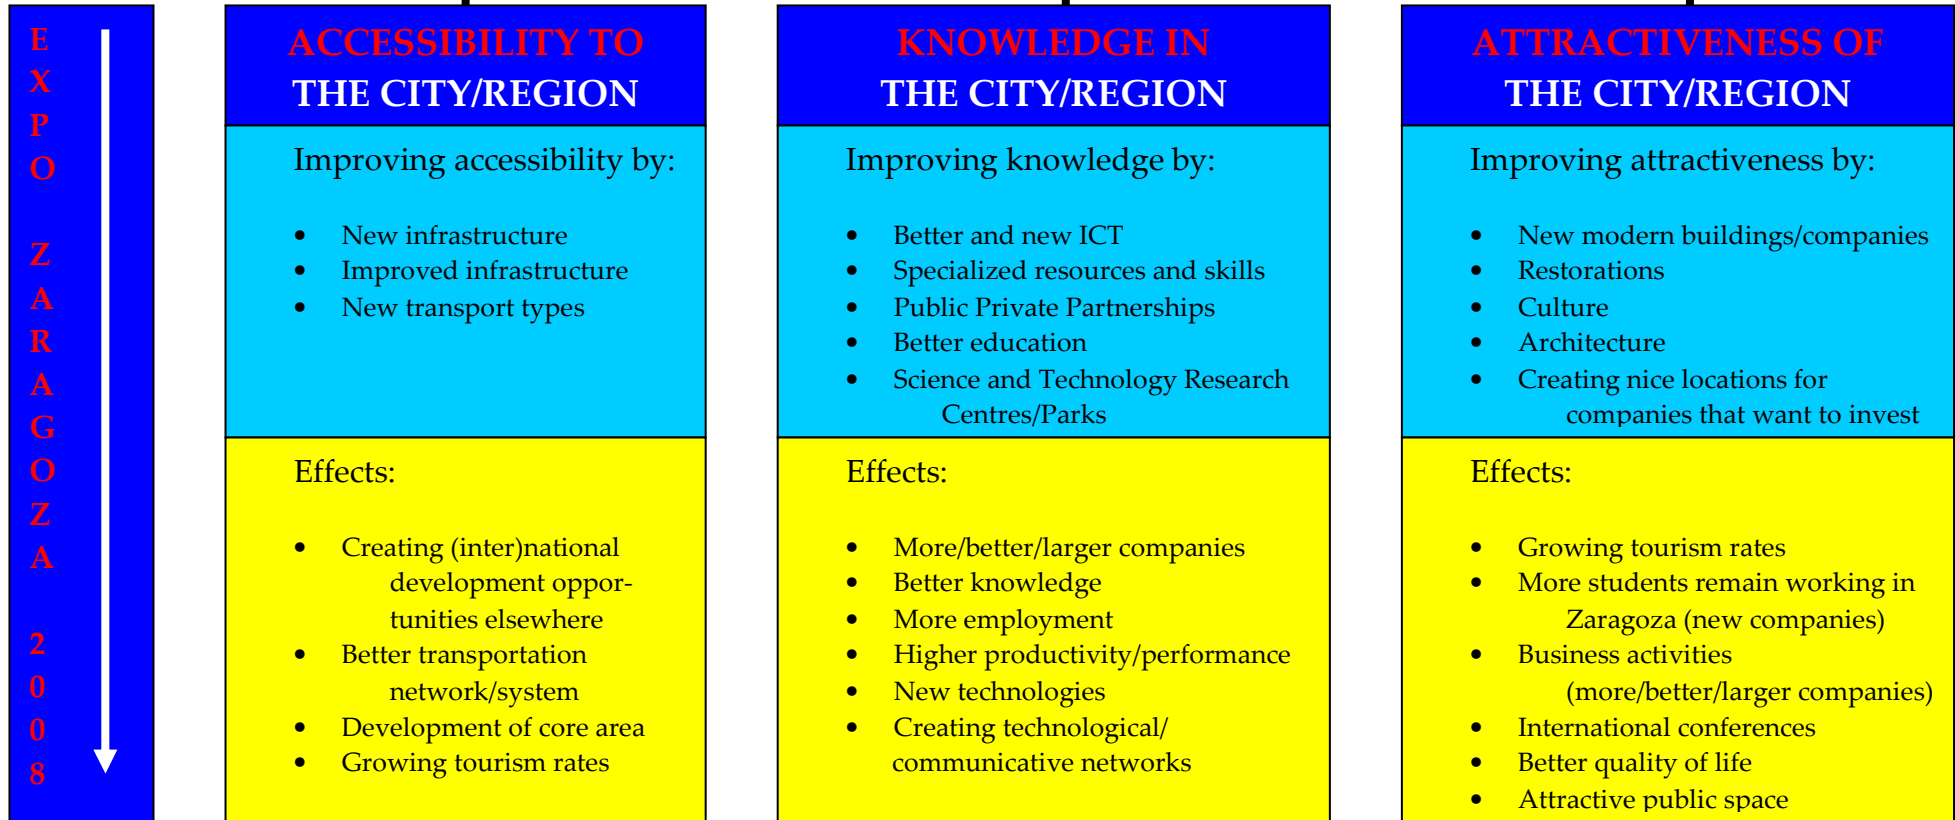 EXPO ZARAGOZA 2008
ACCESSIBILITY TO
THE CITY/REGION
Improving accessibility by:
• New infrastructure
• Improved infrastructure
• New transport types
Effects:
• Creating (inter)national
development oppor-
tunities elsewhere
• Better transportation
network/system
• Development of core area
• Growing tourism rates
KNOWLEDGE IN
THE CITY/REGION
Improving knowledge by:
• Better and new ICT
• Specialized resources and skills
• Public Private Partnerships
• Better education
• Science and Technology Research
Centres/Parks
Effects:
• More/better/larger companies
• Better knowledge
• More employment
• Higher productivity/performance
• New technologies
• Creating technological/
communicative networks
ATTRACTIVENESS OF
THE CITY/REGION
Improving attractiveness by:
• New modern buildings/companies
• Restorations
• Culture
• Architecture
• Creating nice locations for
companies that want to invest
Effects:
• Growing tourism rates
• More students remain working in
Zaragoza (new companies)
• Business activities
(more/better/larger companies)
• International conferences
• Better quality of life
• Attractive public space